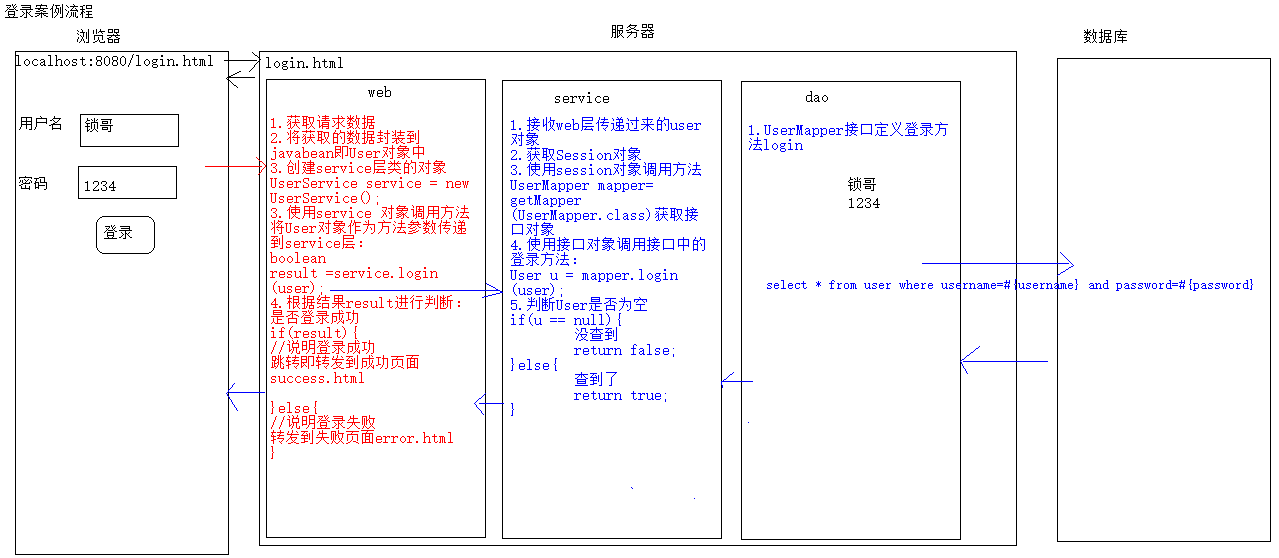 登录案例流程
浏览器
localhost:8080/login.html
用户名
锁哥
密码
1234
登录
服务器
login.html
web
1.获取请求数据
2.将获取的数据封装到
javabean即User对象中
3.创建service层类的对象
UserService service = new
UserService();
3.使用service 对象调用方法
将User对象作为方法参数传递
到service层:
boolean
result =service.login
(user);
4.根据结果result进行判断:
是否登录成功
if(result){
//说明登录成功
跳转即转发到成功页面
success.html
}else{
//说明登录失败
转发到失败页面error.html
}
service
1.接收web层传递过来的user
对象
2.获取Session对象
3.使用session对象调用方法
UserMapper mapper=
getMapper
(UserMapper.class)获取接
口对象
4.使用接口对象调用接口中的
登录方法:
User u = mapper.login
(user);
5.判断User是否为空
if(u == null){
没查到
return false;
}else{
查到了
return true;
}
dao
1.UserMapper接口定义登录方
法login
锁哥
1234
select * from user where username=#{username} and password=#{password}
数据库